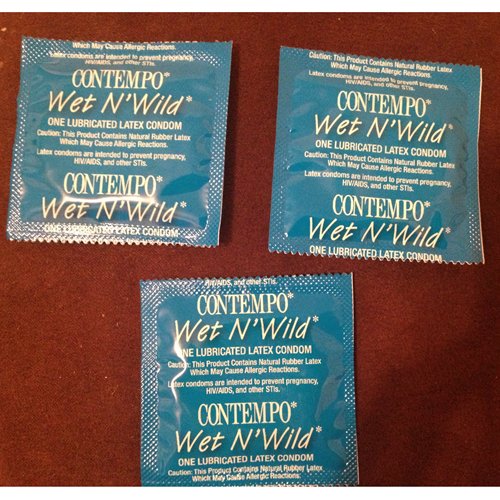 Which May Cause Allergic Reactions.
Latex condoms are intended to prevent pregnancy,
HIV/AIDS, and other STIs.
CONTEMPO*
Wet N'Wild*
ONE LUBRICATED LATEX CONDOM
Caution: This Product Contains Natural Rubber Latex
Which May Cause Allergic Reactions.
Latex condoms are intended to prevent pregnancy,
HIV/AIDS, and other STIs.
CONTEMPO*
Wet N'Wild*
ONE LUBRICATED LATEX CONDOM
Caution: This Product Contains Natural Rubber Latex
Which May Cause Allergic Reactions.
Latex condoms are intended to prevent pregnancy,
HIV/AIDS, and other STIs.
CONTEMPO*
Wet N'Wild*
ONE LUBRICATED LATEX CONDOM
Caution: This Product Contains Natural Rubber Latex
Which May Cause Allergic Reactions.
Latex condoms are intended to prevent pregnancy,
HIV/AIDS, and other STIs.
CONTEMPO*
Wet N'Wild*
ONE LUBRICATED LATEX CONDOM
HIV/AIDS, and other STIs.
CONTEMPO*
Wet N'Wild*
ONE LUBRICATED LATEX CONDOM
Caution: This Product Contains Natural Rubber Latex
Which May Cause Allergic Reactions.
Latex condoms are intended to prevent pregnancy,
HIV/AIDS, and other STIs.
CONTEMPO*
Wet N'Wild*
ONE LUBRICATED LATEX CONDOM
Caution: This Product Contains Natural Rubber Latex
Which May Cause Allergic Reactions.